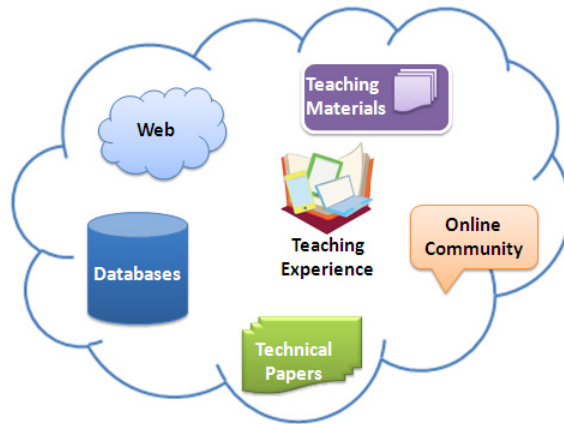 Teaching
Materials
Web
Teaching
Experience
Online
Community
Databases
Technical
Papers